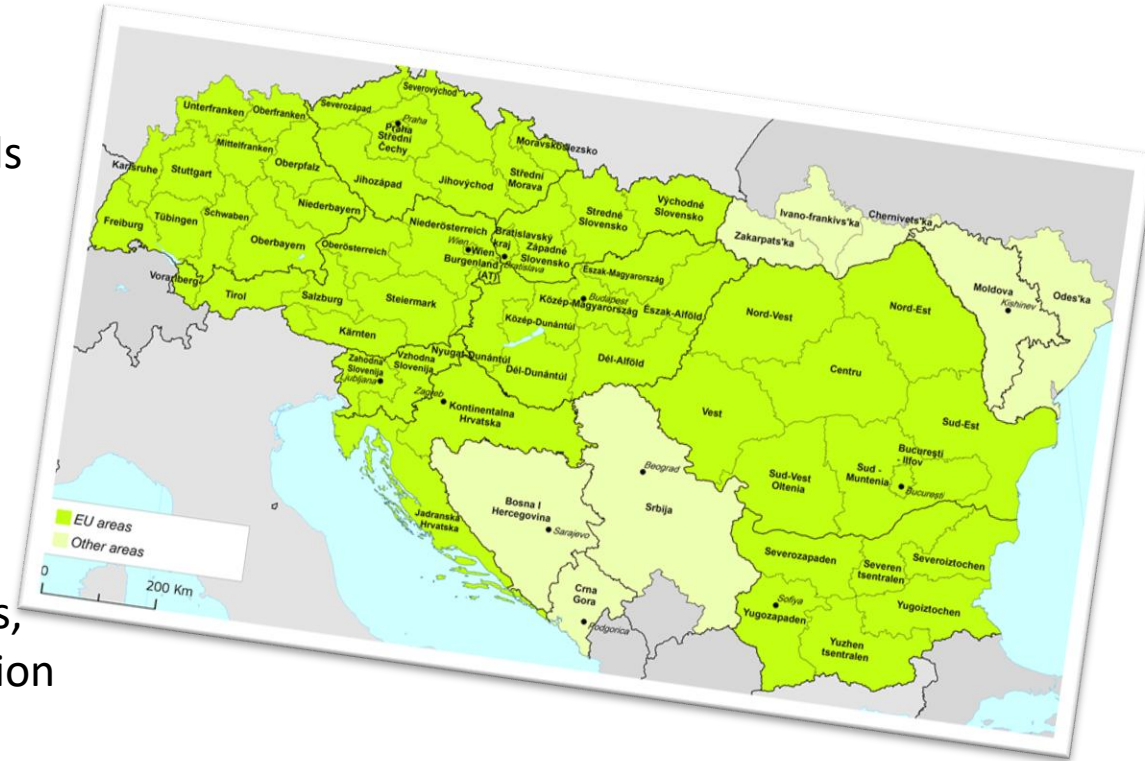 ls
s,
ion
Severovýchod
Severozápad
Praha
Praha
Střední
Čechy
Unterfranken
Oberfranken
Mittelfranken
Karlsruhe
Stuttgart
Oberpfalz
Jihozápad
Jihovýchod
Střední
Morava
Freiburg
Tübingen
Schwaben
Niederbayern
Oberbayern
Niederösterreich
Oberösterreich
Wien
Wien
Burgenland
(AT)
Bratislavský
kraj
Bratislava
Západné
Slovensko
Stredné
Slovensko
Východné
Slovensko
Zakarpats'ka
Ivano-frankivs'ka
Chernivets'ka
Vorarlberg
Tirol
Salzburg
Steiermark
Kärnten
Észak-Magyarország
Budapest
Közép-Magyarország
Észak-Alföld
Közép-Dunántúl
Nyugat-Dunántúl
Dél-Dunántúl
Dél-Alföld
Zahodna
Slovenija
Ljubljana
Vzhodna
Slovenija
Zagreb
Kontinentalna
Hrvatska
Jadranska
Hrvatska
Nord-Vest
Nord-Est
Moldova
Kishinev
Odes'ka
Centru
Vest
Sud-Est
Bucureşti
- Ilfov
Bucureşti
Sud -
Muntenia
Sud-Vest
Oltenia
Beograd
Srbija
Bosna I
Hercegovina
Sarajevo
Crna
Gora
Podgorica
Severozapaden
Severen
tsentralen
Severoiztochen
Sofiya
Yugozapaden
Yugoiztochen
Yuzhen
tsentralen
EU areas
Other areas
0
200 Km